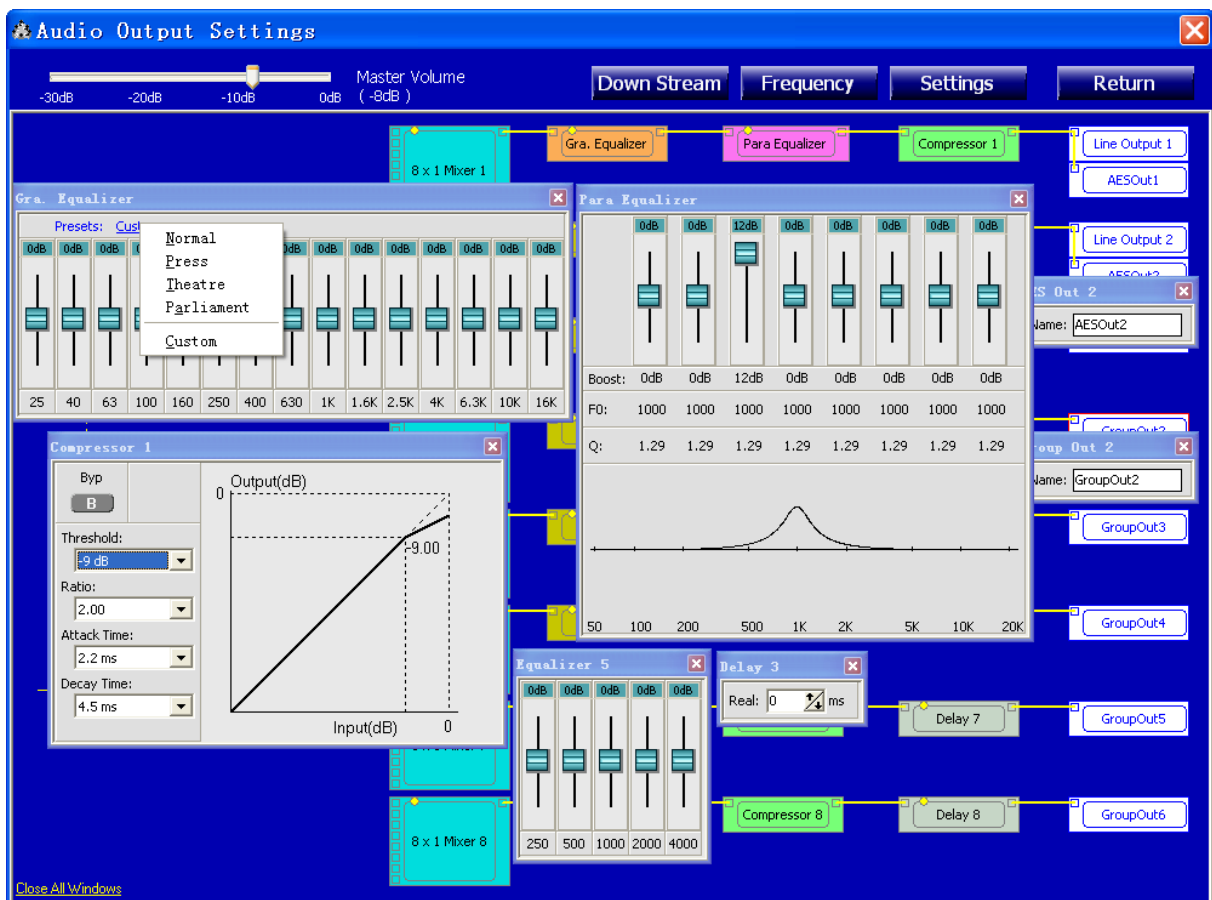 Audio Output Settings
-30dB -20dB -10dB 0dB
Master Volume
( -8dB )
Down Stream Frequency Settings Return
8 x 1 Mixer 1
Gra. Equalizer
Para Equalizer
Compressor 1
Line Output 1
AESOut1
Line Output 2
AESOut2
Gra. Equalizer
Presets:
Normal
Press
Theatre
Parliament
Custom
0dB 0dB 0dB 0dB 0dB 0dB 0dB 0dB 0dB 0dB 0dB
25 40 63 100 160 250 400 630 1K 1.6K 2.5K 4K 6.3K 10K 16K
Para Equalizer
0dB 0dB 12dB 0dB 0dB 0dB 0dB 0dB
Boost: 0dB 0dB 12dB 0dB 0dB 0dB 0dB 0dB
F0: 1000 1000 1000 1000 1000 1000 1000 1000
Q: 1.29 1.29 1.29 1.29 1.29 1.29 1.29 1.29
50 100 200 500 1K 2K 5K 10K 20K
Out 2
Name: AESOut2
GroupOut2
Out 2
Name: GroupOut2
GroupOut3
GroupOut4
GroupOut5
GroupOut6
Compressor 1
Byp
B
Threshold:
-9 dB
Ratio:
2.00
Attack Time:
2.2 ms
Decay Time:
4.5 ms
Output(dB)
0
-9.00
Input(dB) 0
Equalizer 5
0dB 0dB 0dB 0dB 0dB
250 500 1000 2000 4000
Delay 3
Real: 0 ms
Delay 7
8 x 1 Mixer 8
Compressor 8
Delay 8
Close All Windows